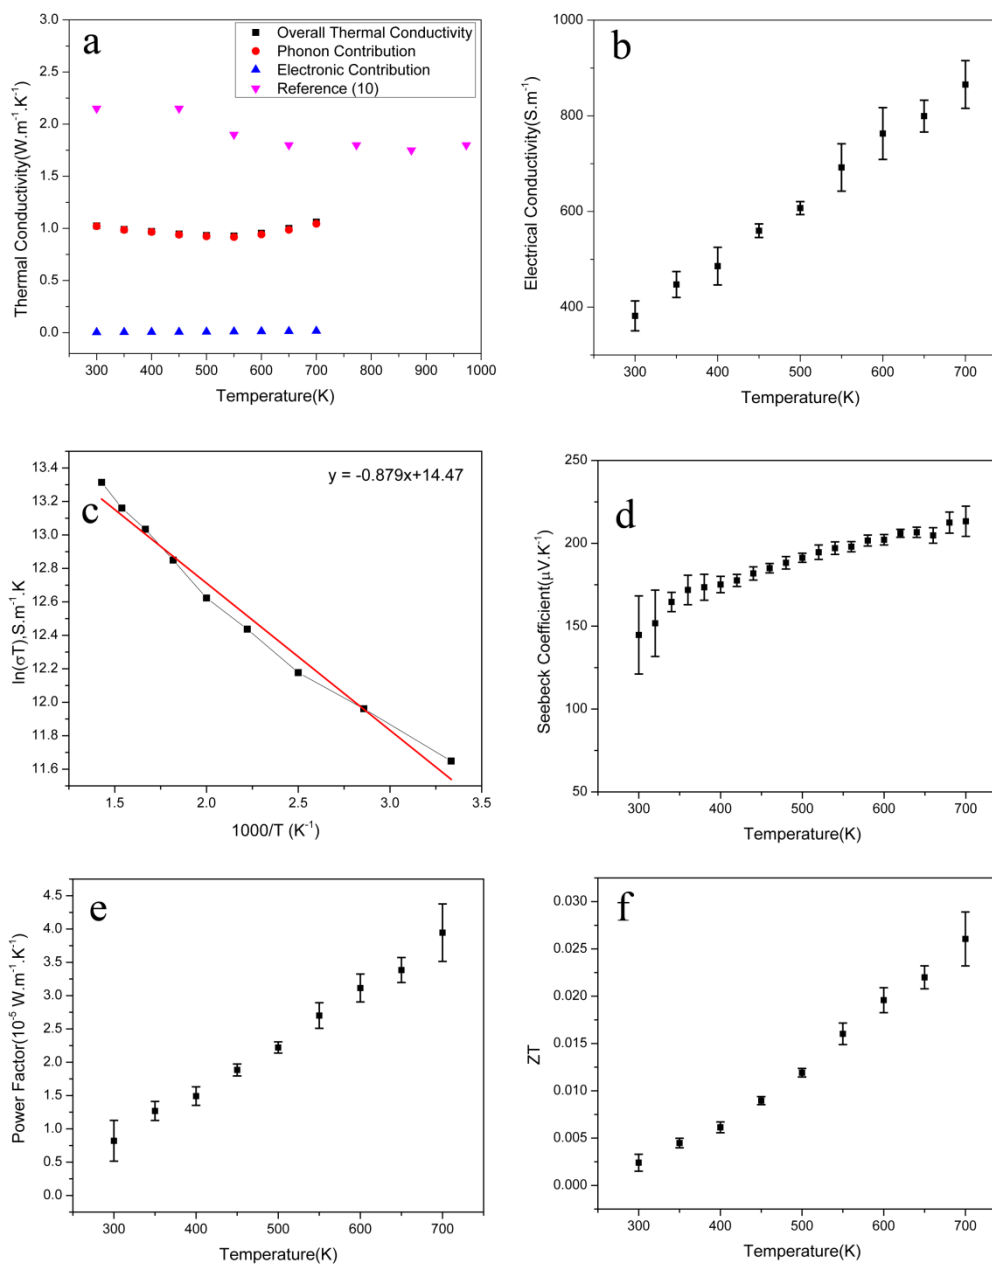 a
Overall Thermal Conductivity
Phonon Contribution
Electronic Contribution
Reference (10)
Thermal Conductivity(W.m⁻¹.K⁻¹)
3.0
2.5
2.0
1.5
1.0
0.5
0.0
300 400 500 600 700 800 900 1000
Temperature(K)
b
Electrical Conductivity(S.m⁻¹)
1000
800
600
400
300 400 500 600 700
Temperature(K)
c
y = -0.879x+14.47
ln(σT),S.m⁻¹.K
13.4
13.2
13.0
12.8
12.6
12.4
12.2
12.0
11.8
11.6
1.5 2.0 2.5 3.0 3.5
1000/T (K⁻¹)
d
Seebeck Coefficient(μV.K⁻¹)
250
200
150
100
50
300 400 500 600 700
Temperature(K)
e
Power Factor(10⁻⁵ W.m⁻¹.K⁻¹)
4.5
4.0
3.5
3.0
2.5
2.0
1.5
1.0
0.5
0.0
300 400 500 600 700
Temperature(K)
f
ZT
0.030
0.025
0.020
0.015
0.010
0.005
0.000
300 400 500 600 700
Temperature(K)